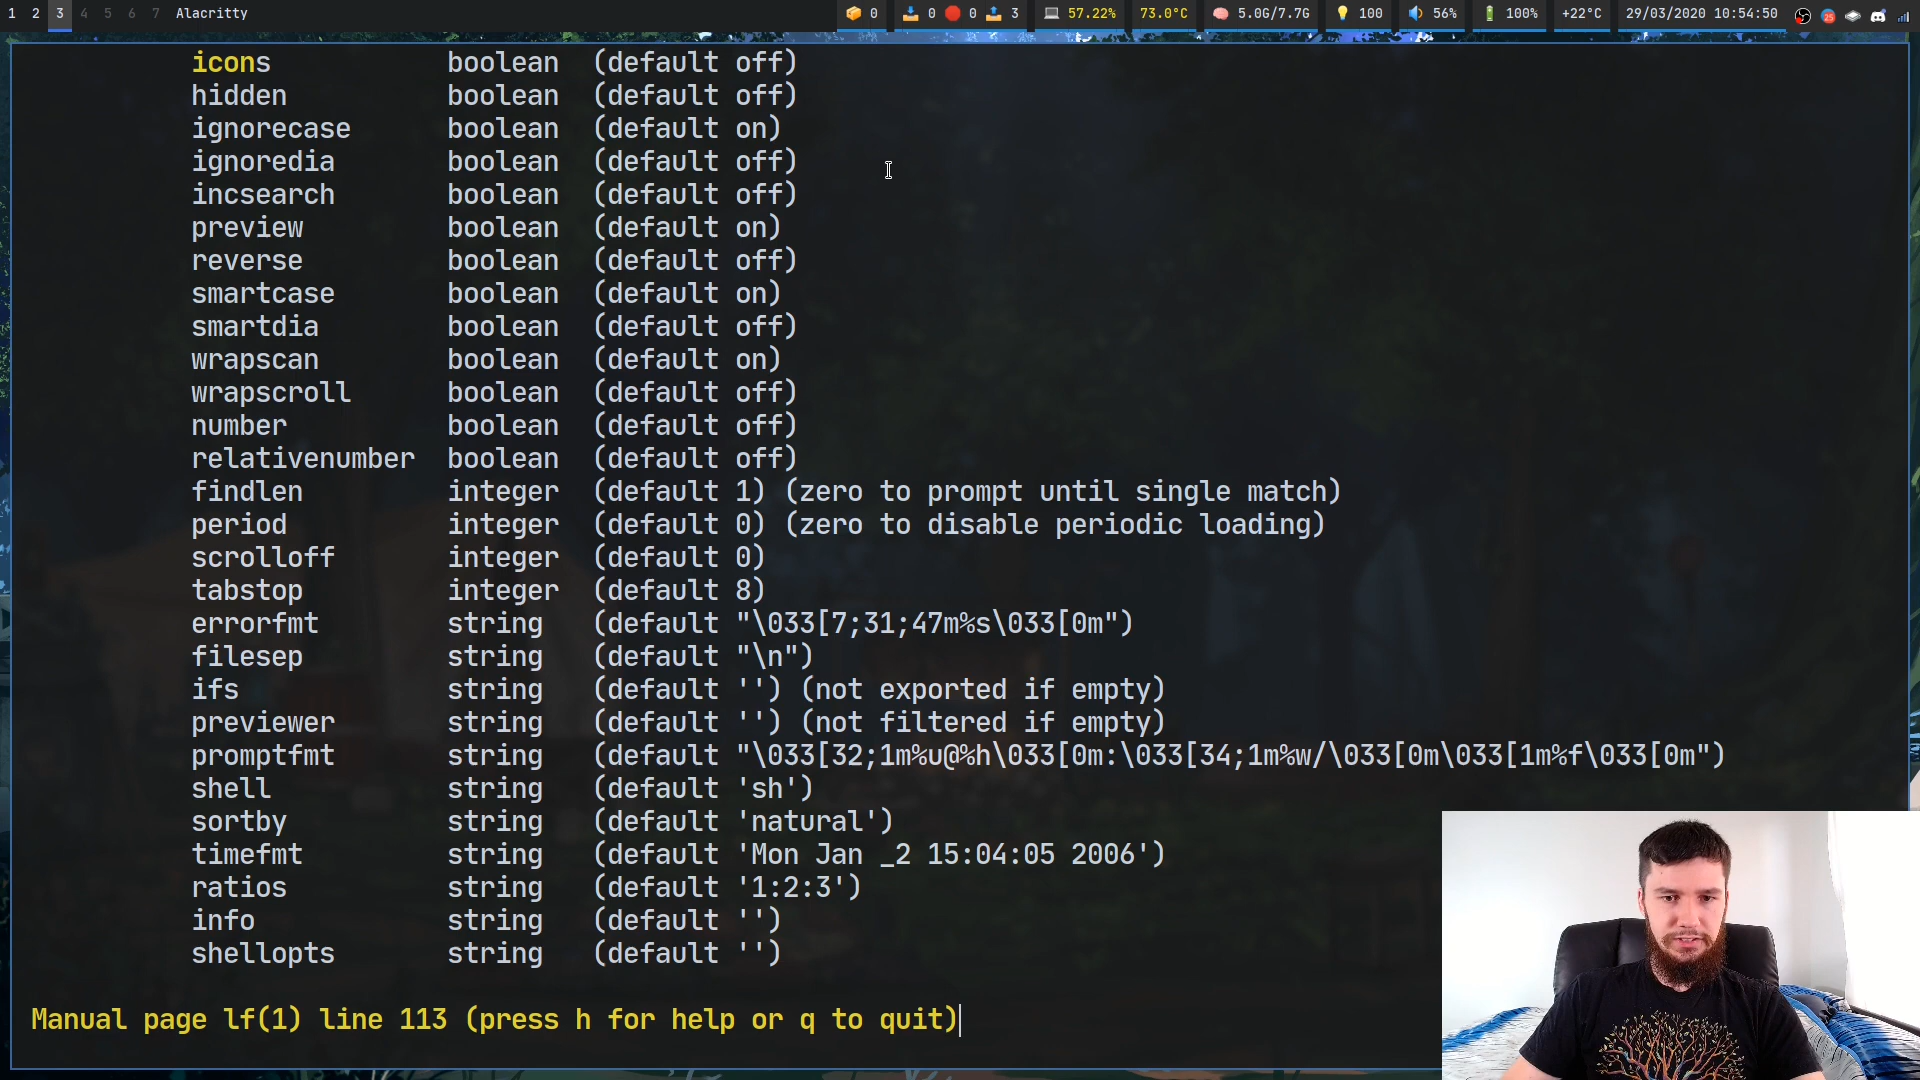 1 2 3 4 5 6 7 Alacritty 0 0 0 3 57.22% 73.0°C 5.0G/7.7G 100 56% 100% +22°C 29/03/2020 10:54:50 25
icons boolean (default off)
hidden boolean (default off)
ignorecase boolean (default on)
ignoredia boolean (default off)
incsearch boolean (default off)
preview boolean (default on)
reverse boolean (default off)
smartcase boolean (default on)
smartdia boolean (default off)
wrapscan boolean (default on)
wrapscroll boolean (default off)
number boolean (default off)
relativenumber boolean (default off)
findlen integer (default 1) (zero to prompt until single match)
period integer (default 0) (zero to disable periodic loading)
scrolloff integer (default 0)
tabstop integer (default 8)
errorfmt string (default "\033[7;31;47m%s\033[0m")
filesep string (default "\n")
ifs string (default '') (not exported if empty)
previewer string (default '') (not filtered if empty)
promptfmt string (default "\033[32;1m%u@%h\033[0m:\033[34;1m%w/\033[0m\033[1m%f\033[0m")
shell string (default 'sh')
sortby string (default 'natural')
timefmt string (default 'Mon Jan _2 15:04:05 2006')
ratios string (default '1:2:3')
info string (default '')
shellopts string (default '')
Manual page lf(1) line 113 (press h for help or q to quit)